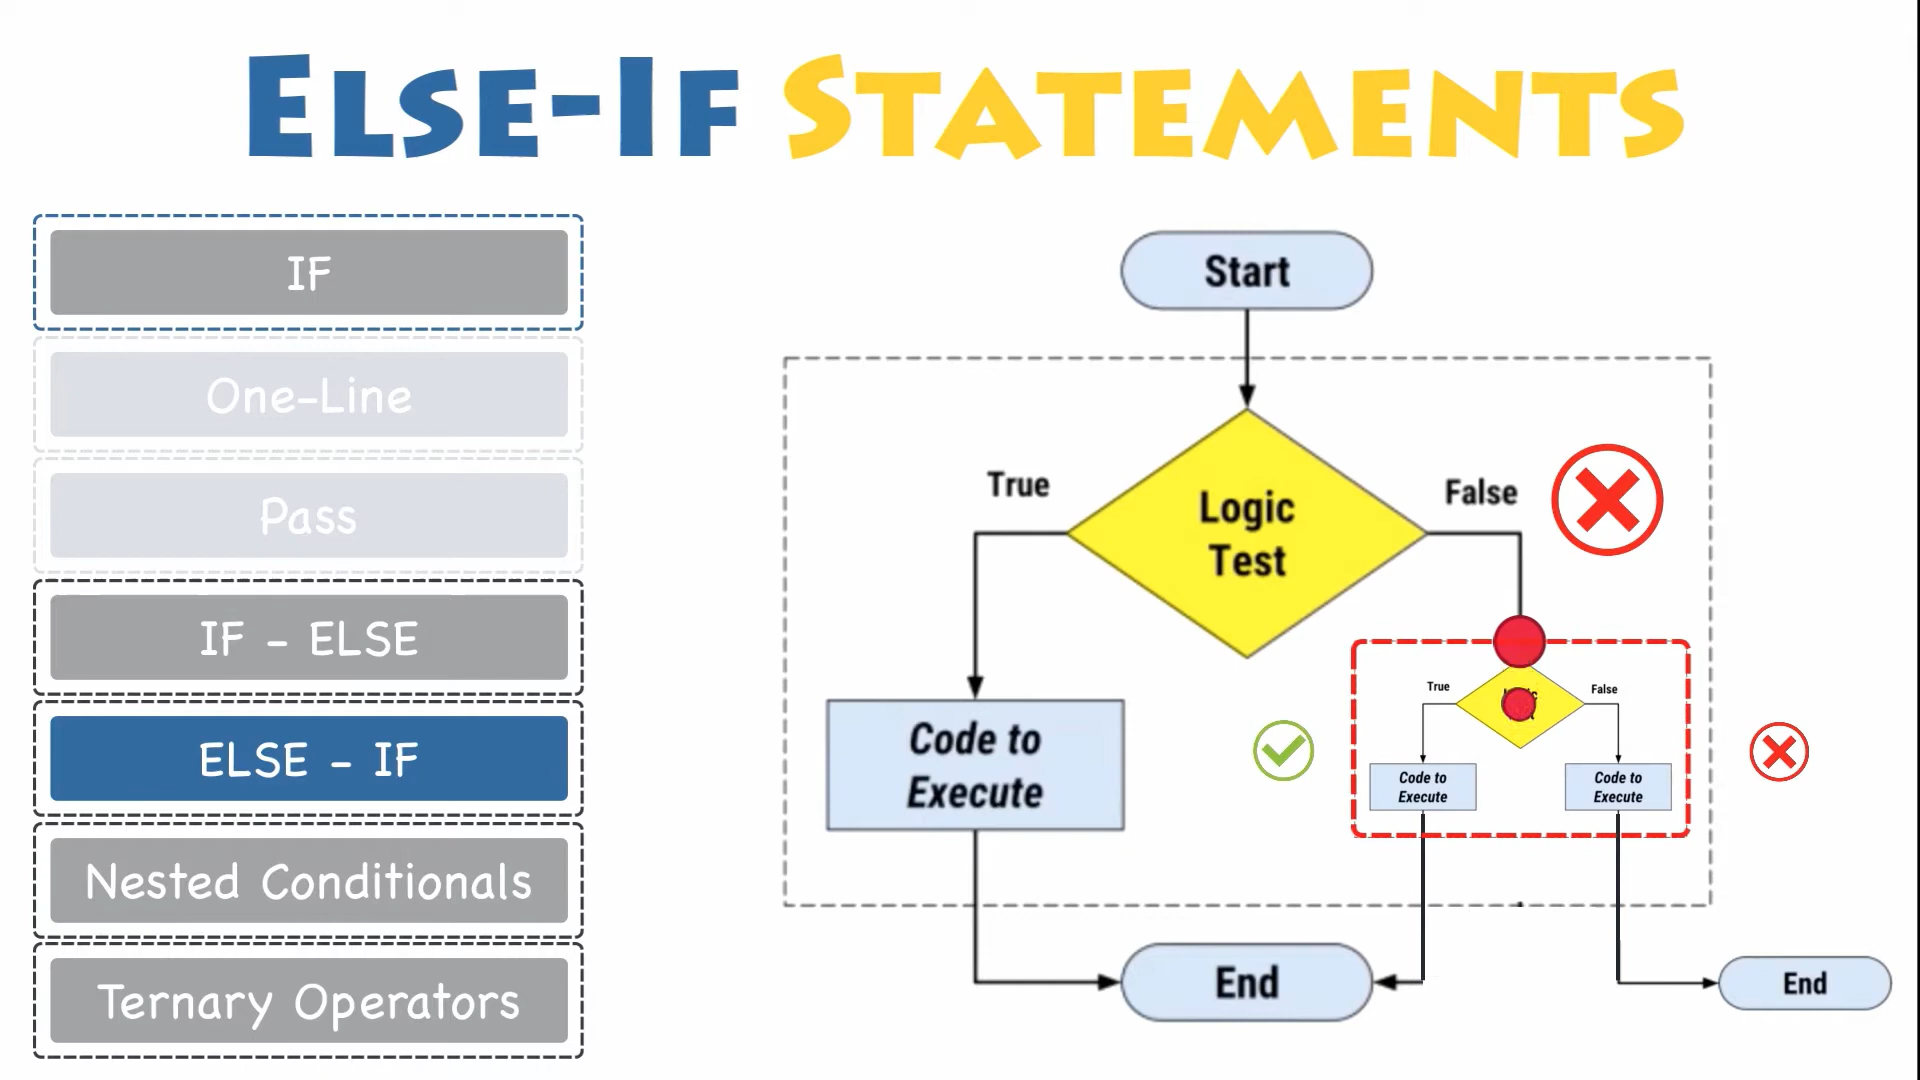 ELSE-IF STATEMENTS
IF
One-Line
Pass
IF - ELSE
ELSE - IF
Nested Conditionals
Ternary Operators
Start
True
False
Logic
Test
Code to
Execute
True
False
Code to
Execute
Code to
Execute
End
End